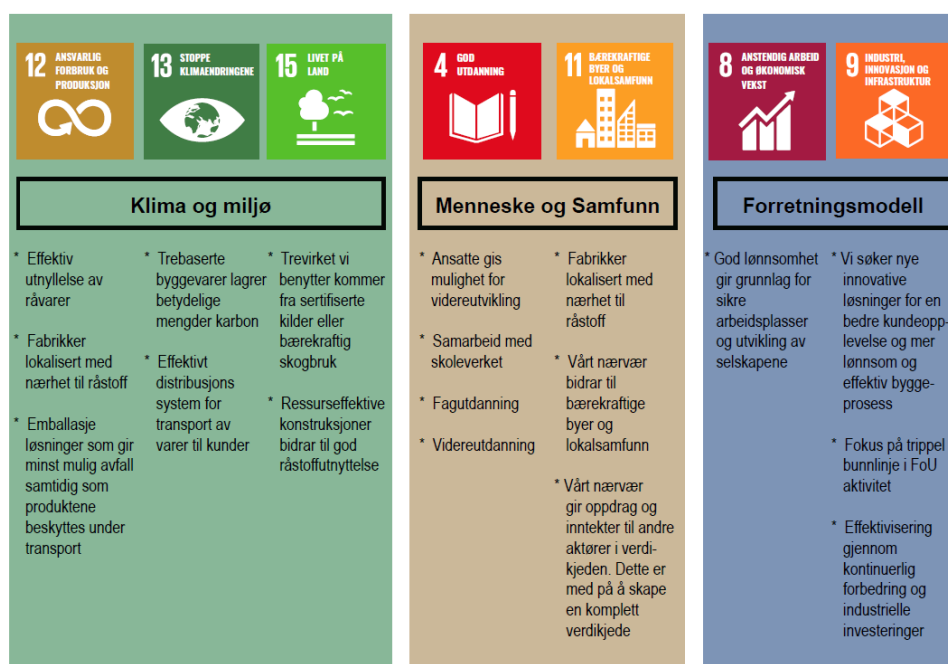 12 ANSVARLIG
FORBRUK OG
PRODUKSJON
13 STOPPE
KLIMAENDRINGENE
15 LIVET PÅ
LAND
Klima og miljø
* Effektiv
utnyllelse av
råvarer
* Fabrikker
lokalisert med
nærhet til råstoff
* Emballasje
løsninger som gir
minst mulig avfall
samtidig som
produktene
beskyttes under
transport
* Trebaserte
byggevarer lagrer
betydelige
mengder karbon
* Effektivt
distribusjons
system for
transport av
varer til kunder
* Trevirket vi
benytter kommer
fra sertifiserte
kilder eller
bærekraftig
skogbruk
* Ressurseffektive
konstruksjoner
bidrar til god
råstoffutnyttelse
4 GOD
UTDANNING
11 BÆREKRAFTIGE
BYER OG
LOKALSAMFUNN
Menneske og Samfunn
* Ansatte gis
mulighet for
videreutvikling
* Samarbeid med
skoleverket
* Fagutdanning
* Videreutdanning
* Fabrikker
lokalisert med
nærhet til
råstoff
* Vårt nærvær
bidrar til
bærekraftige
byer og
lokalsamfunn
* Vårt nærvær
gir oppdrag og
inntekter til andre
aktører i verdi-
kjeden. Dette er
med på å skape
en komplett
verdikjede
8 ANSTENDIG ARBEID
OG ØKONOMISK
VEKST
9 INDUSTRI,
INNOVASJON OG
INFRASTRUKTUR
Forretningsmodell
* God lønnsomhet
gir grunnlag for
sikre
arbeidsplasser
og utvikling av
selskapene
* Vi søker nye
innovative
løsninger for en
bedre kundeopp-
levelse og mer
lønnsom og
effektiv bygge-
prosess
* Fokus på trippel
bunnlinje i FoU
aktivitet
* Effektivisering
gjennom
kontinuerlig
forbedring og
industrielle
investeringer